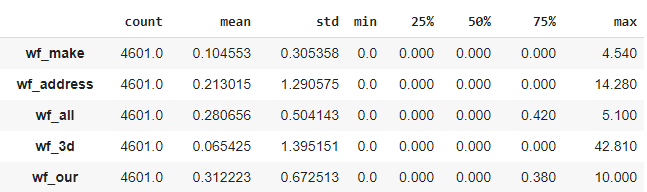 count mean std min 25% 50% 75% max
wf_make 4601.0 0.104553 0.305358 0.0 0.000 0.000 0.000 4.540
wf_address 4601.0 0.213015 1.290575 0.0 0.000 0.000 0.000 14.280
wf_all 4601.0 0.280656 0.504143 0.0 0.000 0.000 0.420 5.100
wf_3d 4601.0 0.065425 1.395151 0.0 0.000 0.000 0.000 42.810
wf_our 4601.0 0.312223 0.672513 0.0 0.000 0.000 0.380 10.000